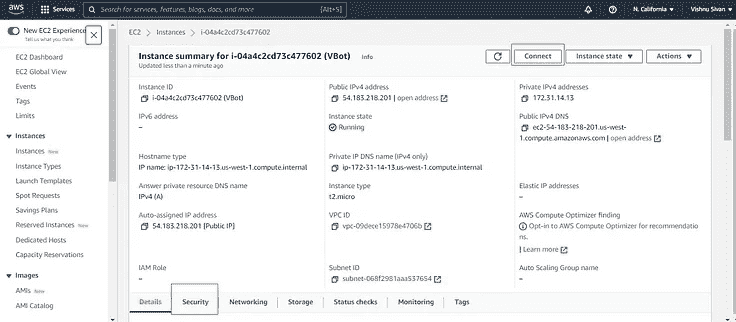 aws
Services
Search for services, features, blogs, docs, and more
[Alt+S]
N. California
Vishnu Sivan
New EC2 Experience
Tell us what you think
EC2 Dashboard
EC2 Global View
Events
Tags
Limits
Instances
Instances New
Instance Types
Launch Templates
Spot Requests
Savings Plans
Reserved Instances New
Dedicated Hosts
Capacity Reservations
Images
AMIs New
AMI Catalog
EC2 > Instances > i-04a4c2cd73c477602
Instance summary for i-04a4c2cd73c477602 (VBot) Info
Updated less than a minute ago
Connect
Instance state
Actions
Instance ID
i-04a4c2cd73c477602 (VBot)
Public IPv4 address
54.183.218.201 | open address
Private IPv4 addresses
172.31.14.13
IPv6 address
–
Instance state
Running
Public IPv4 DNS
ec2-54-183-218-201.us-west-
1.compute.amazonaws.com | open address
Hostname type
IP name: ip-172-31-14-13.us-west-1.compute.internal
Private IP DNS name (IPv4 only)
ip-172-31-14-13.us-west-1.compute.internal
Answer private resource DNS name
IPv4 (A)
Instance type
t2.micro
Elastic IP addresses
–
Auto-assigned IP address
54.183.218.201 [Public IP]
VPC ID
vpc-09dece15978e4706b
AWS Compute Optimizer finding
Opt-in to AWS Compute Optimizer for recommendatio
ns.
| Learn more
IAM Role
–
Subnet ID
subnet-068f2981aaa537654
Auto Scaling Group name
–
Details
Security
Networking
Storage
Status checks
Monitoring
Tags